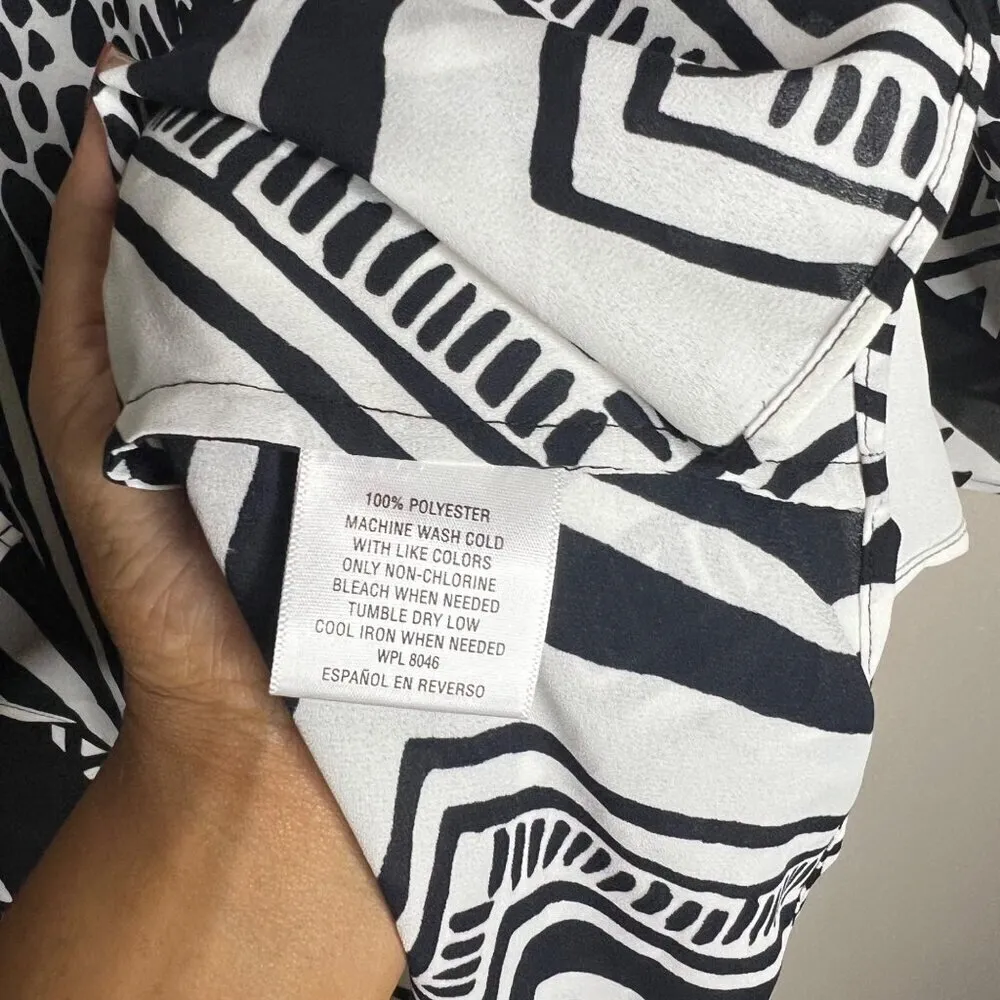 100% POLYESTER
MACHINE WASH COLD
WITH LIKE COLORS
ONLY NON-CHLORINE
BLEACH WHEN NEEDED
TUMBLE DRY LOW
COOL IRON WHEN NEEDED
WPL 8046
ESPAÑOL EN REVERSO